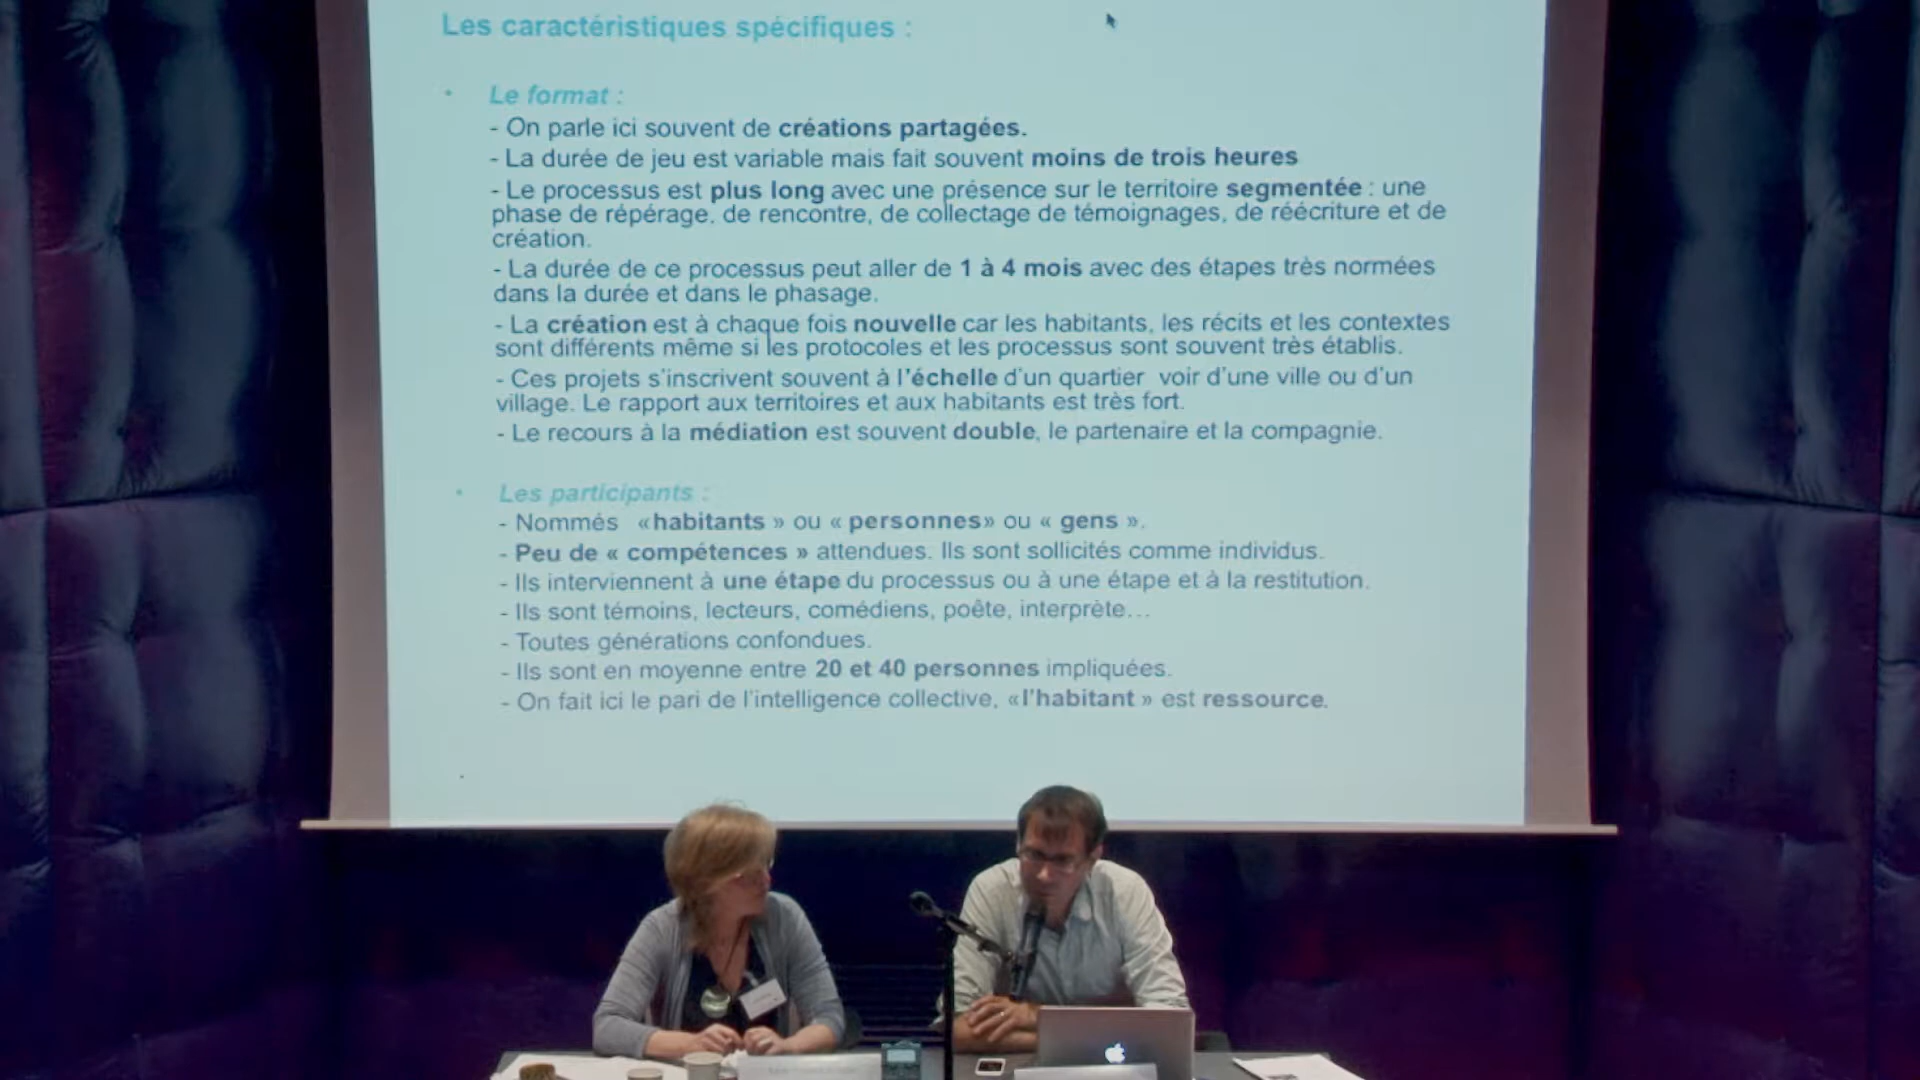 Les caractéristiques spécifiques :
• Le format :
- On parle ici souvent de créations partagées.
- La durée de jeu est variable mais fait souvent moins de trois heures
- Le processus est plus long avec une présence sur le territoire segmentée : une
phase de répérage, de rencontre, de collectage de témoignages, de réécriture et de
création.
- La durée de ce processus peut aller de 1 à 4 mois avec des étapes très normées
dans la durée et dans le phasage.
- La création est à chaque fois nouvelle car les habitants, les récits et les contextes
sont différents même si les protocoles et les processus sont souvent très établis.
- Ces projets s'inscrivent souvent à l'échelle d'un quartier voir d'une ville ou d'un
village. Le rapport aux territoires et aux habitants est très fort.
- Le recours à la médiation est souvent double, le partenaire et la compagnie.
• Les participants :
- Nommés «habitants » ou « personnes» ou « gens ».
- Peu de « compétences » attendues. Ils sont sollicités comme individus.
- Ils interviennent à une étape du processus ou à une étape et à la restitution.
- Ils sont témoins, lecteurs, comédiens, poête, interprète…
- Toutes générations confondues.
- Ils sont en moyenne entre 20 et 40 personnes impliquées.
- On fait ici le pari de l'intelligence collective, «l'habitant » est ressource.